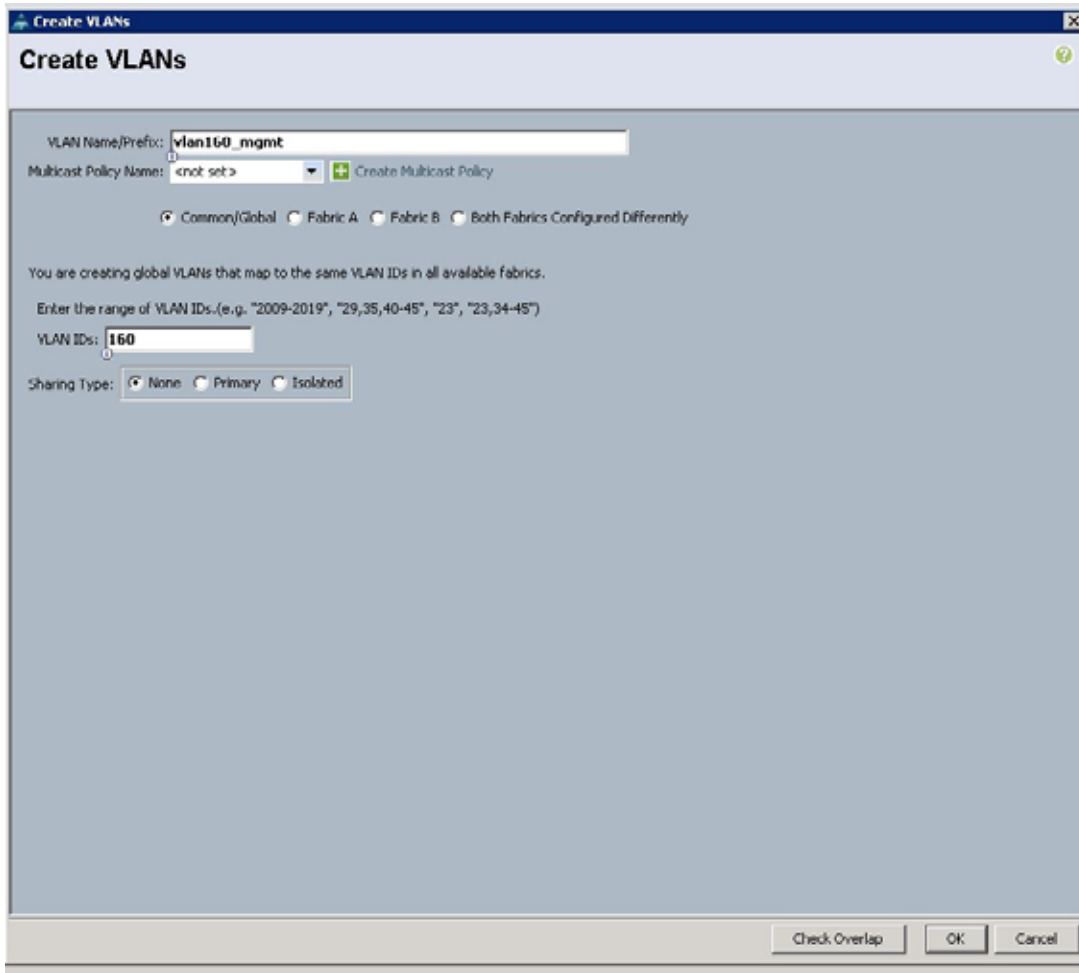 Create VLANs
Create VLANs
VLAN Name/Prefix: vlan160_mgmt
Multicast Policy Name: <not set> Create Multicast Policy
Common/Global Fabric A Fabric B Both Fabrics Configured Differently
You are creating global VLANs that map to the same VLAN IDs in all available fabrics.
Enter the range of VLAN IDs.(e.g. "2009-2019", "29,35,40-45", "23", "23,34-45")
VLAN IDs: 160
Sharing Type: None Primary Isolated
Check Overlap OK Cancel